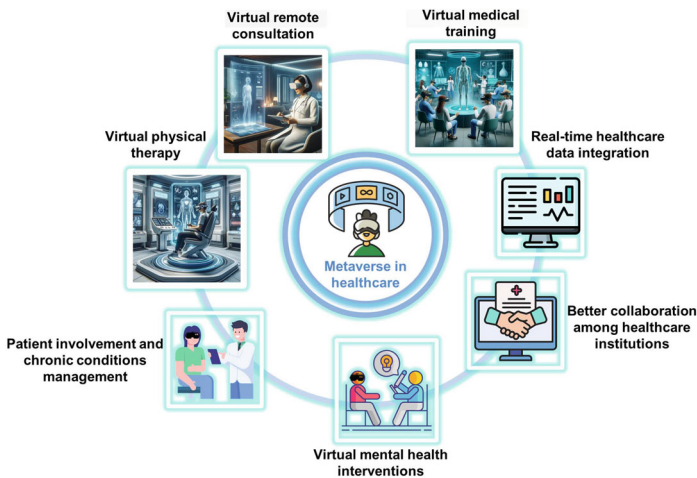 Virtual remote
consultation
Virtual medical
training
Virtual physical
therapy
Real-time healthcare
data integration
Metaverse in
healthcare
Better collaboration
among healthcare
institutions
Patient involvement and
chronic conditions
management
Virtual mental health
interventions